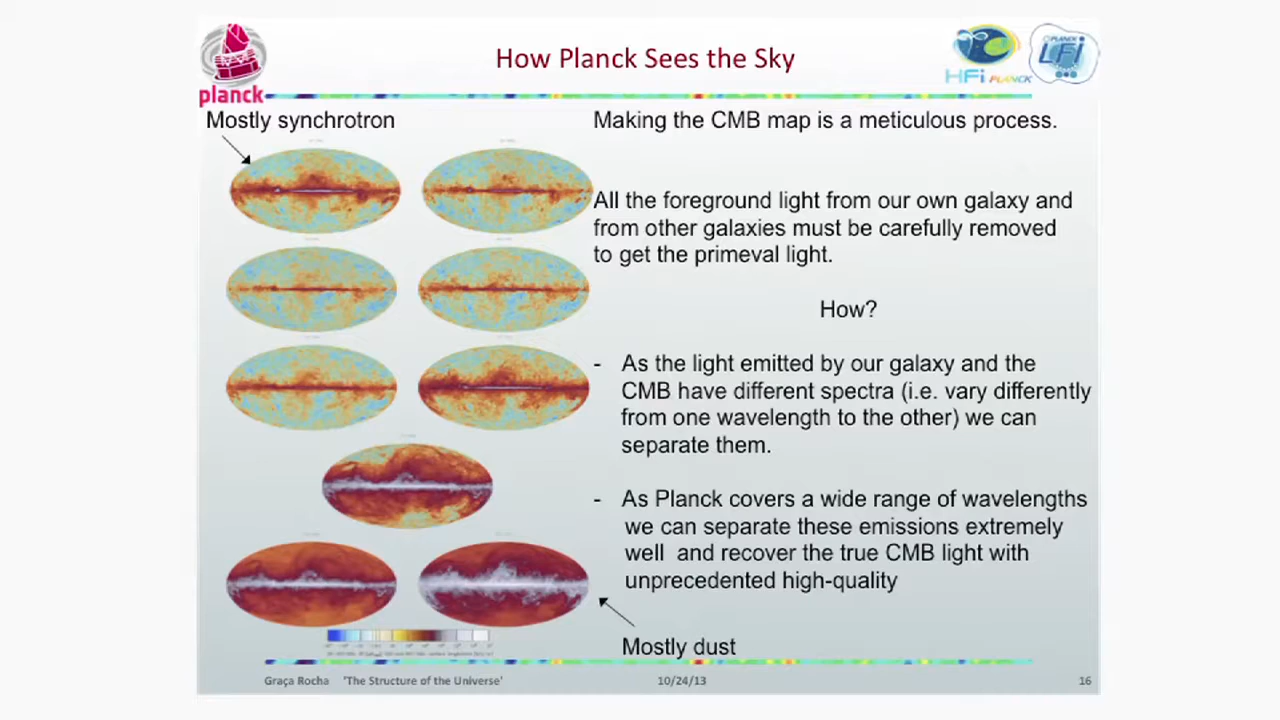 How Planck Sees the Sky
planck
HFi PLANCK
PLANCK
LFi
Mostly synchrotron
Making the CMB map is a meticulous process.
All the foreground light from our own galaxy and
from other galaxies must be carefully removed
to get the primeval light.
How?
- As the light emitted by our galaxy and the
CMB have different spectra (i.e. vary differently
from one wavelength to the other) we can
separate them.
- As Planck covers a wide range of wavelengths
we can separate these emissions extremely
well and recover the true CMB light with
unprecedented high-quality
Mostly dust
Graça Rocha 'The Structure of the Universe' 10/24/13 16